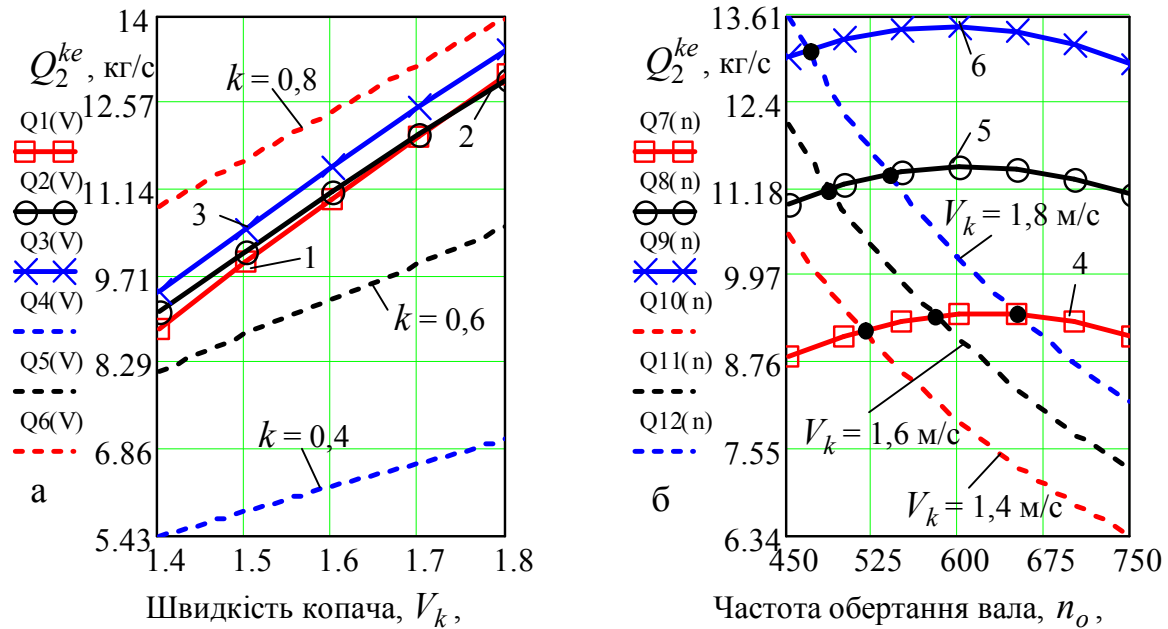 14
Q₂ᵏᵉ, кг/с
12.57
11.14
9.71
8.29
6.86
5.43
Q1(V)
Q2(V)
Q3(V)
Q4(V)
Q5(V)
Q6(V)
k = 0,8
2
3
1
k = 0,6
k = 0,4
а
1.4 1.5 1.6 1.7 1.8
Швидкість копача, Vₖ,
13.61
Q₂ᵏᵉ, кг/с
12.4
11.18
9.97
8.76
7.55
6.34
Q7(n)
Q8(n)
Q9(n)
Q10(n)
Q11(n)
Q12(n)
6
5
Vₖ = 1,8 м/с
4
Vₖ = 1,6 м/с
Vₖ = 1,4 м/с
б
450 525 600 675 750
Частота обертання вала, nₒ,